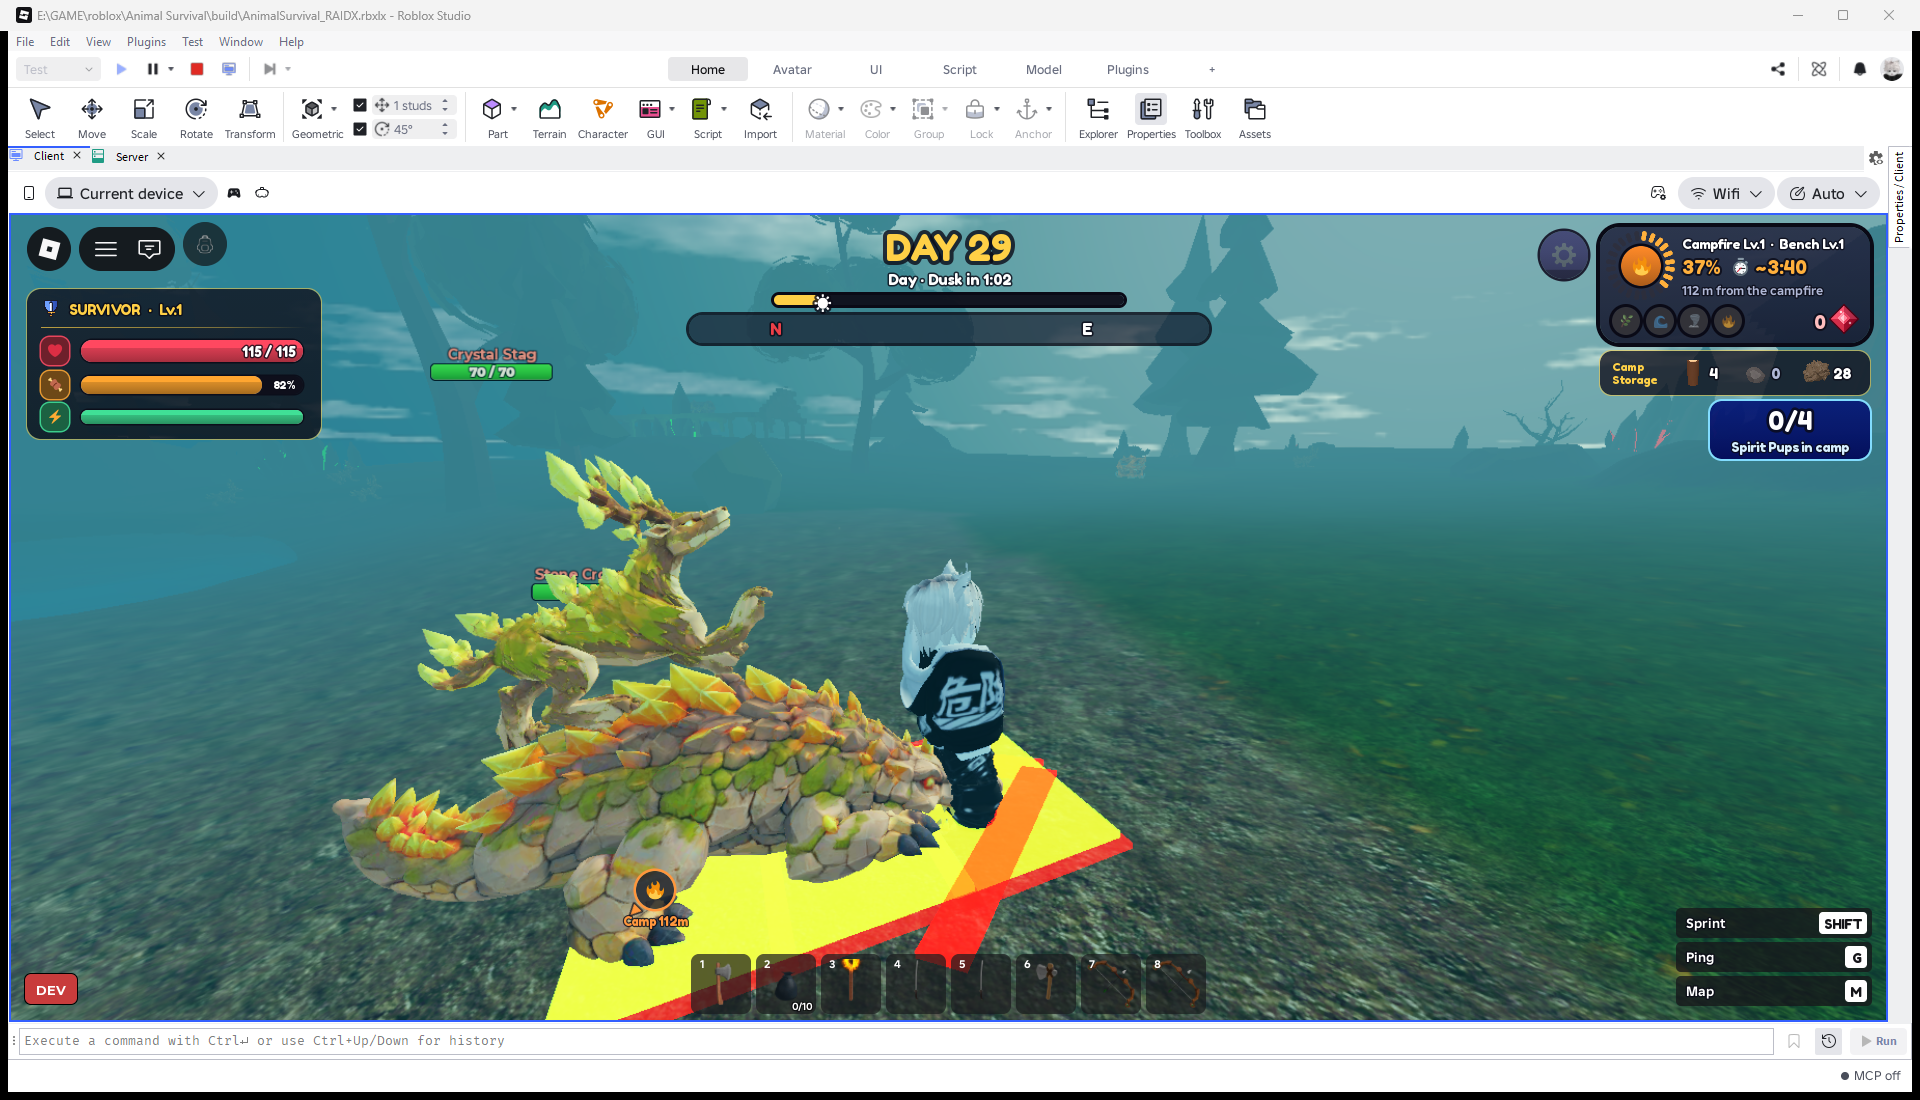 E:\GAME\roblox\Animal Survival\build\AnimalSurvival_RAIDX.rbxlx - Roblox Studio
File Edit View Plugins Test Window Help
Test
Home Avatar UI Script Model Plugins +
1 studs
45°
Select Move Scale Rotate Transform Geometric Part Terrain Character GUI Script Import Material Color Group Lock Anchor Explorer Properties Toolbox Assets
Client Server
Properties / Client
Current device
Wifi
Auto
DAY 29
Day · Dusk in 1:02
N E
SURVIVOR · Lv.1
115 / 115
82%
Campfire Lv.1 · Bench Lv.1
37% ~3:40
112 m from the campfire
0
Camp Storage 4 0 28
0/4
Spirit Pups in camp
Crystal Stag
70 / 70
危険
Camp 112m
1 2 3 4 5 6 7 8
0/10
Sprint SHIFT
Ping G
Map M
DEV
Execute a command with Ctrl↵ or use Ctrl+Up/Down for history
Run
MCP off